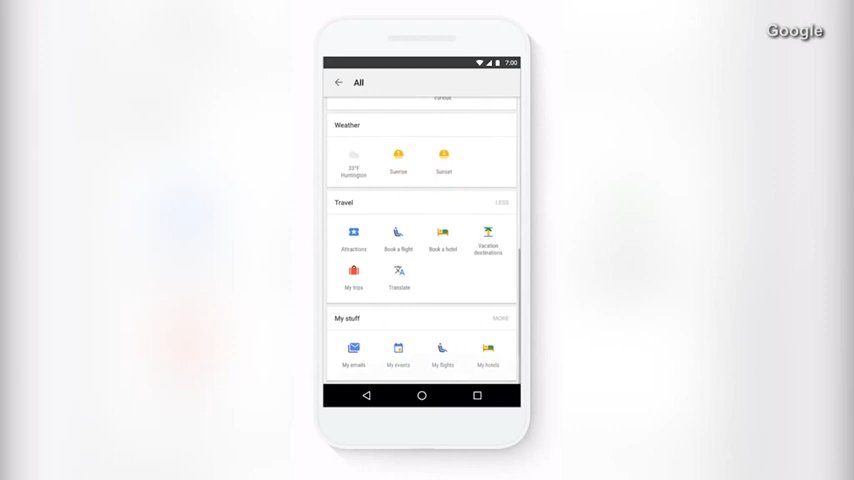 Google
7:00
All
Weather
33°F
Huntington
Sunrise
Sunset
Travel
LESS
Attractions
Book a flight
Book a hotel
Vacation
destinations
My trips
Translate
My stuff
MORE
My emails
My events
My flights
My hotels